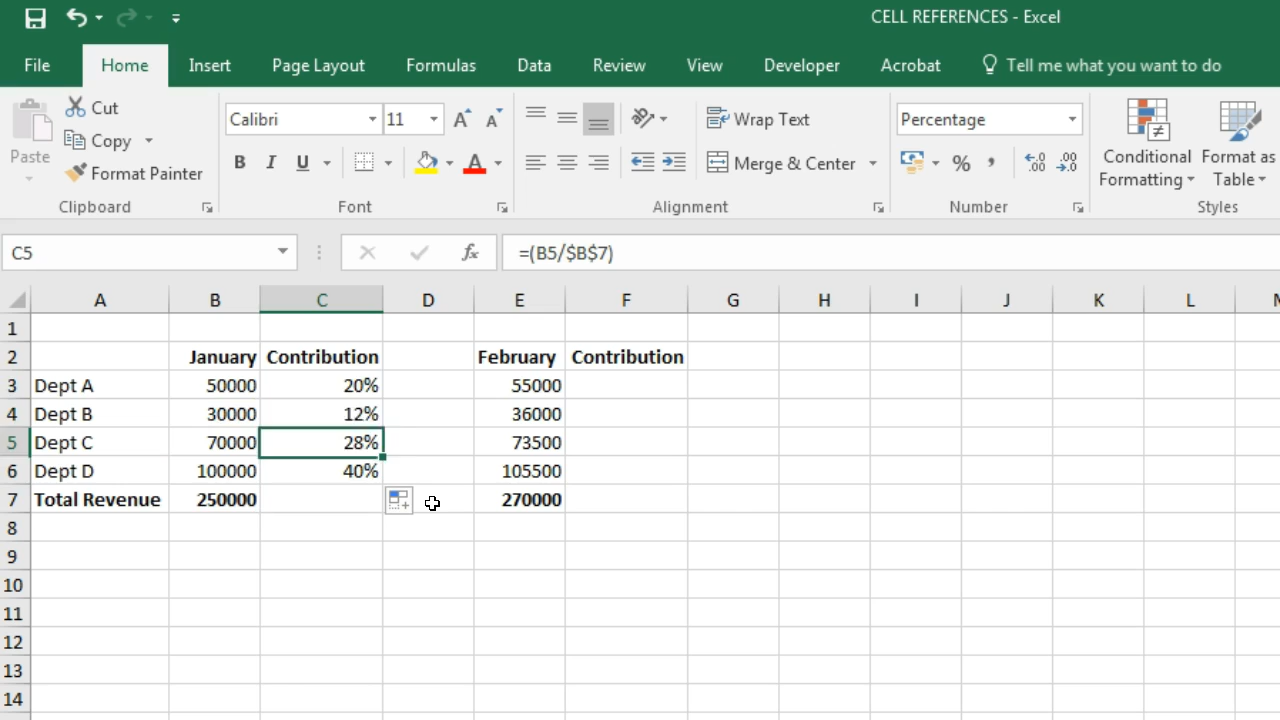 CELL REFERENCES - Excel
File Home Insert Page Layout Formulas Data Review View Developer Acrobat Tell me what you want to do
Paste
Cut
Copy
Format Painter
Clipboard
Calibri 11
B I U A
Font
Wrap Text
Merge & Center
Alignment
Percentage
% ,
Number
Conditional Formatting
Format as Table
Styles
C5 fx =(B5/$B$7)
A B C D E F G H I J K L
1
2 January Contribution February Contribution
3 Dept A 50000 20% 55000
4 Dept B 30000 12% 36000
5 Dept C 70000 28% 73500
6 Dept D 100000 40% 105500
7 Total Revenue 250000 270000
8
9
10
11
12
13
14